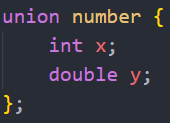 union number {
    int x;
    double y;
};